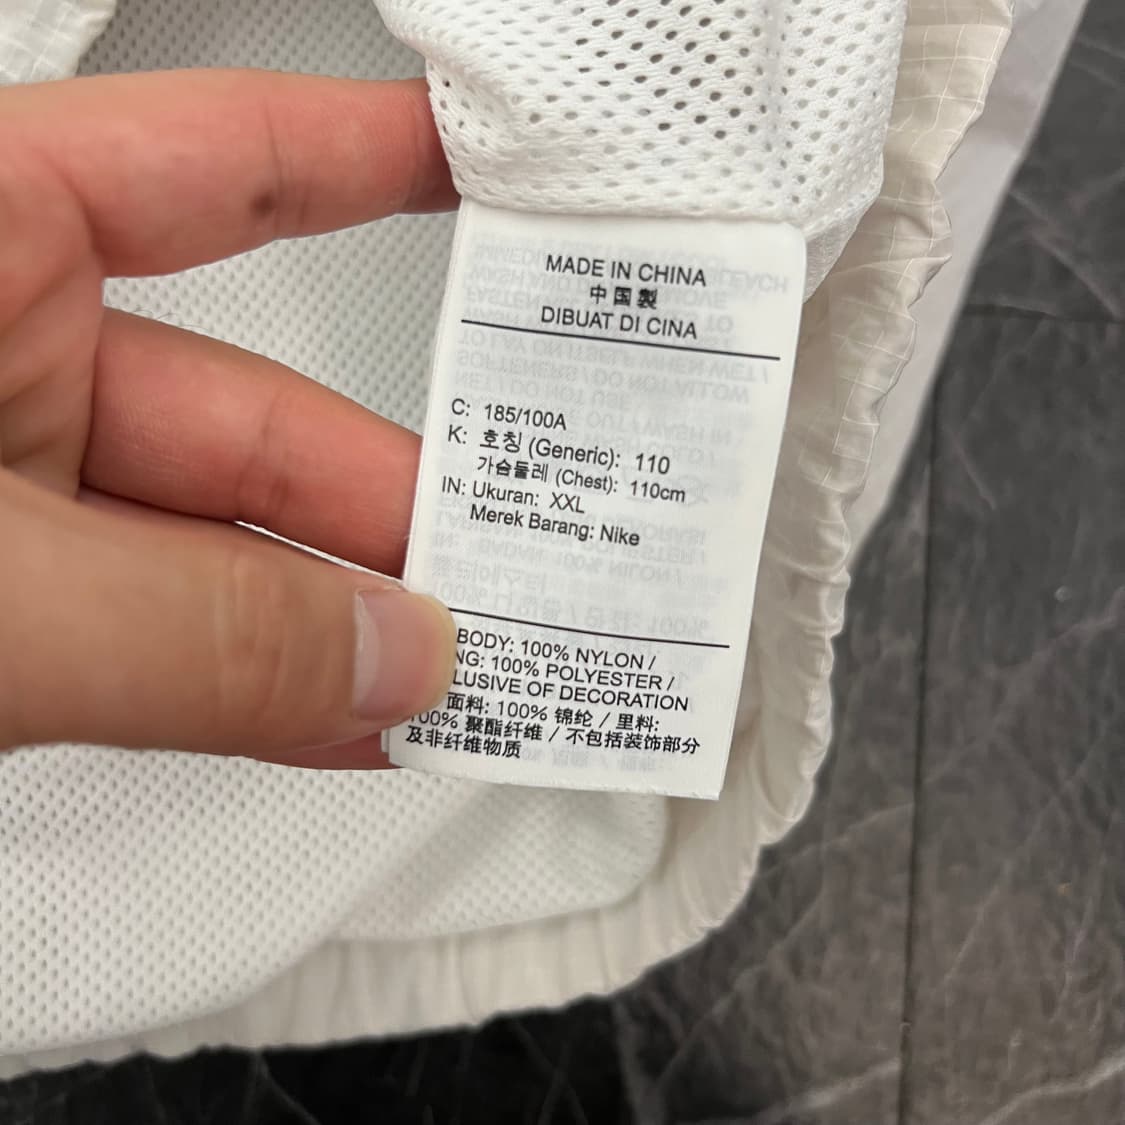 MADE IN CHINA
中国製
DIBUAT DI CINA
C: 185/100A
K: 호칭 (Generic): 110
가슴둘레 (Chest): 110cm
IN: Ukuran: XXL
Merek Barang: Nike
BODY: 100% NYLON /
NG: 100% POLYESTER /
LUSIVE OF DECORATION
面料: 100% 锦纶 / 里料:
100% 聚酯纤维 / 不包括装饰部分
及非纤维物质